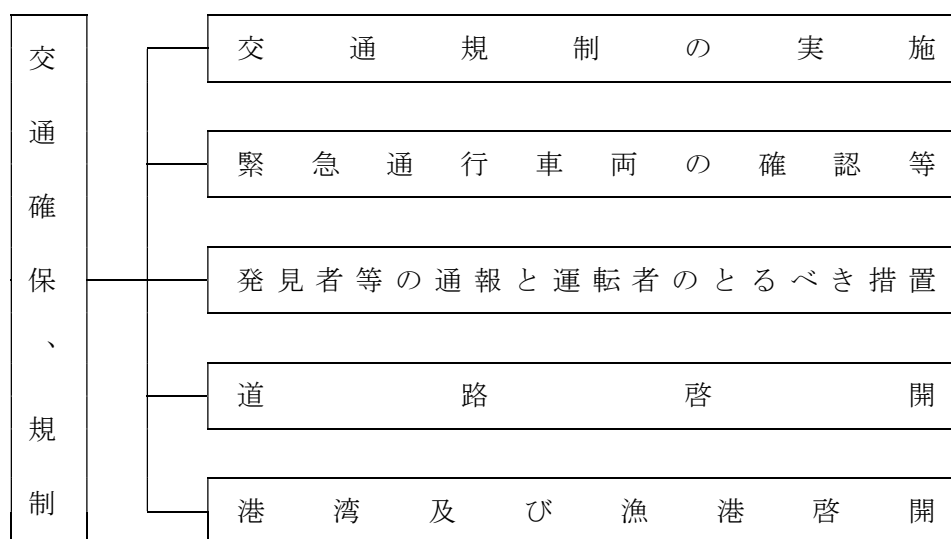 交通確保、規制
交通規制の実施
緊急通行車両の確認等
発見者等の通報と運転者のとるべき措置
道路啓開
港湾及び漁港啓開